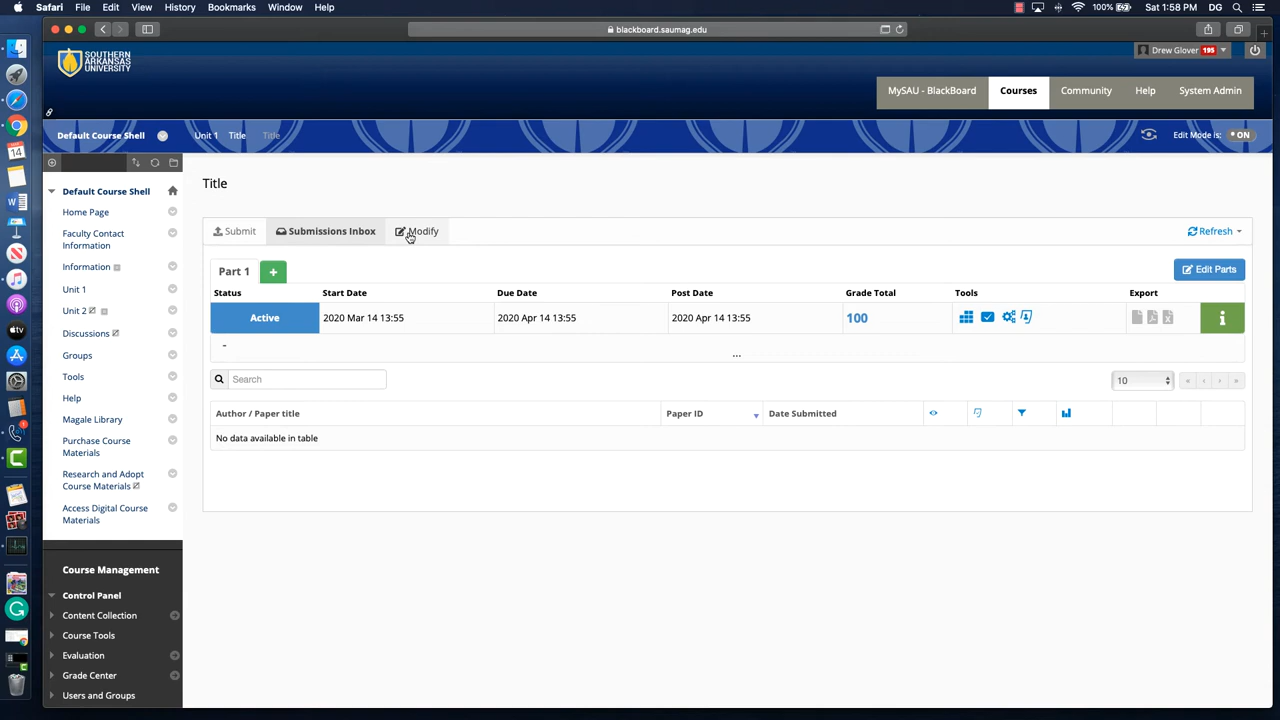 Safari File Edit View History Bookmarks Window Help
100% Sat 1:58 PM
blackboard.saumag.edu
SOUTHERN
ARKANSAS
UNIVERSITY
Drew Glover 195
MySAU - BlackBoard Courses Community Help System Admin
Default Course Shell Unit 1 Title Title
Edit Mode is: ON
Default Course Shell
Home Page
Faculty Contact
Information
Information
Unit 1
Unit 2
Discussions
Groups
Tools
Help
Magale Library
Purchase Course
Materials
Research and Adopt
Course Materials
Access Digital Course
Materials
Course Management
Control Panel
Content Collection
Course Tools
Evaluation
Grade Center
Users and Groups
Title
Submit Submissions Inbox Modify
Refresh
Part 1 +
Edit Parts
Status Start Date Due Date Post Date Grade Total Tools Export
Active 2020 Mar 14 13:55 2020 Apr 14 13:55 2020 Apr 14 13:55 100 i
-
...
Search
10 « ‹ › »
Author / Paper title Paper ID Date Submitted
No data available in table